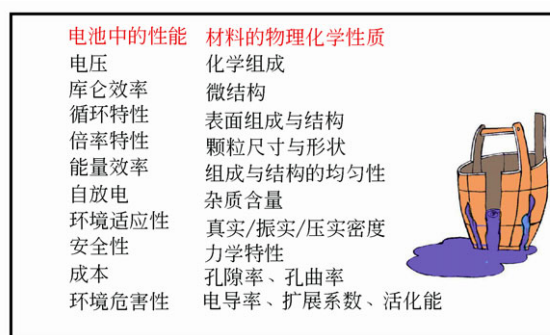 电池中的性能 材料的物理化学性质
电压 化学组成
库仑效率 微结构
循环特性 表面组成与结构
倍率特性 颗粒尺寸与形状
能量效率 组成与结构的均匀性
自放电 杂质含量
环境适应性 真实/振实/压实密度
安全性 力学特性
成本 孔隙率、孔曲率
环境危害性 电导率、扩展系数、活化能